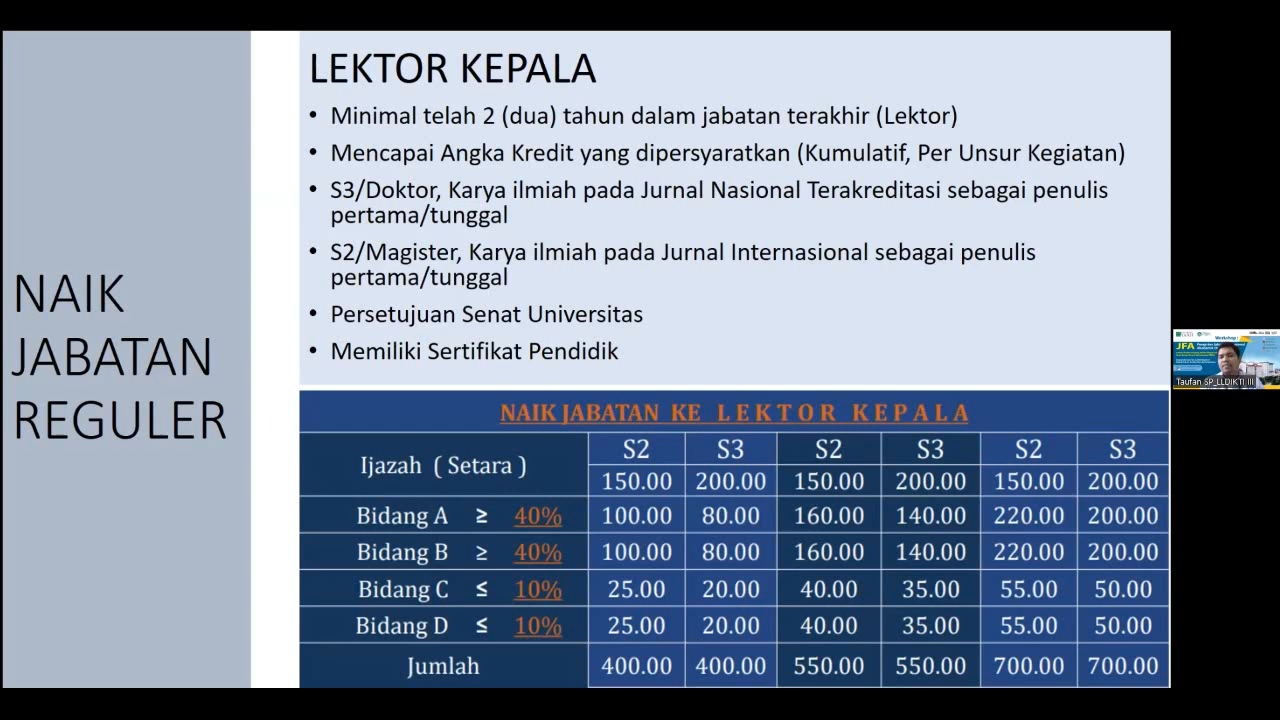 NAIK
JABATAN
REGULER
LEKTOR KEPALA
• Minimal telah 2 (dua) tahun dalam jabatan terakhir (Lektor)
• Mencapai Angka Kredit yang dipersyaratkan (Kumulatif, Per Unsur Kegiatan)
• S3/Doktor, Karya ilmiah pada Jurnal Nasional Terakreditasi sebagai penulis
pertama/tunggal
• S2/Magister, Karya ilmiah pada Jurnal Internasional sebagai penulis
pertama/tunggal
• Persetujuan Senat Universitas
• Memiliki Sertifikat Pendidik
NAIK JABATAN KE L E K T O R K E P A L A
Ijazah ( Setara ) S2 S3 S2 S3 S2 S3
150.00 200.00 150.00 200.00 150.00 200.00
Bidang A ≥ 40% 100.00 80.00 160.00 140.00 220.00 200.00
Bidang B ≥ 40% 100.00 80.00 160.00 140.00 220.00 200.00
Bidang C ≤ 10% 25.00 20.00 40.00 35.00 55.00 50.00
Bidang D ≤ 10% 25.00 20.00 40.00 35.00 55.00 50.00
Jumlah 400.00 400.00 550.00 550.00 700.00 700.00
Workshop
JFA
Taufan SP_LLDIKTI III